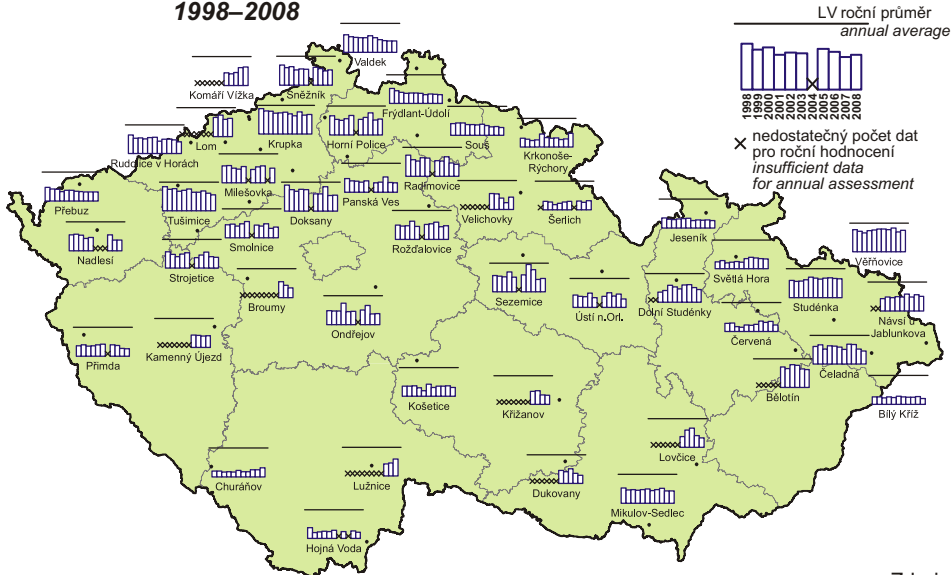 1998–2008
LV roční průměr
annual average
1998
1999
2000
2001
2002
2003
2004
2005
2006
2007
2008
× nedostatečný počet dat
pro roční hodnocení
insufficient data
for annual assessment
Valdek
Komáří Vížka
Sněžník
Frýdlant-Údolí
Lom
Krupka
Horní Police
Souš
Rudolice v Horách
Krkonoše-
Rýchory
Milešovka
Radimovice
Panská Ves
Přebuz
Tušimice
Doksany
Velichovky
Šerlich
Jeseník
Smolnice
Rožďalovice
Nadlesí
Strojetice
Věřňovice
Světlá Hora
Broumy
Sezemice
Ústí n.Orl.
Dolní Studénky
Studénka
Ondřejov
Návsí u
Jablunkova
Kamenný Újezd
Červená
Přimda
Čeladná
Bělotín
Košetice
Křižanov
Bílý Kříž
Lovčice
Churáňov
Lužnice
Dukovany
Mikulov-Sedlec
Hojná Voda